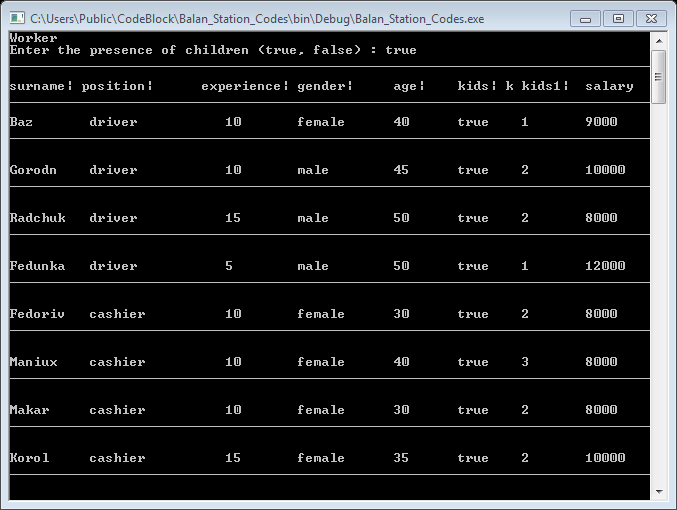 C:\Users\Public\CodeBlock\Balan_Station_Codes\bin\Debug\Balan_Station_Codes.exe
Worker
Enter the presence of children (true, false) : true
surname¦ position¦ experience¦ gender¦ age¦ kids¦ k kids1¦ salary
Baz driver 10 female 40 true 1 9000
Gorodn driver 10 male 45 true 2 10000
Radchuk driver 15 male 50 true 2 8000
Fedunka driver 5 male 50 true 1 12000
Fedoriv cashier 10 female 30 true 2 8000
Maniux cashier 10 female 40 true 3 8000
Makar cashier 10 female 30 true 2 8000
Korol cashier 15 female 35 true 2 10000